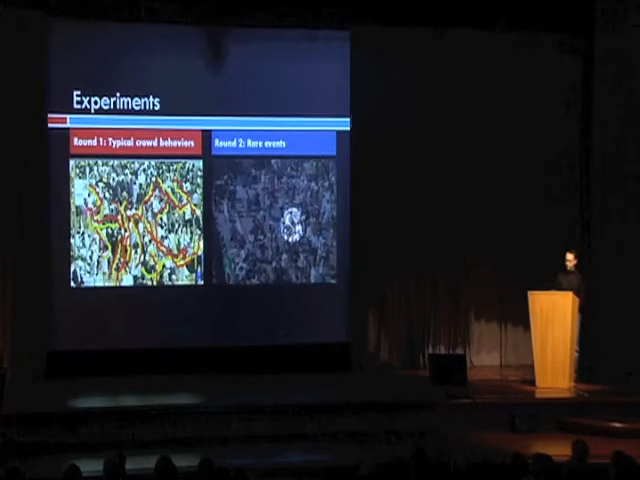 Experiments
Round 1: Typical crowd behaviors
Round 2: Rare events